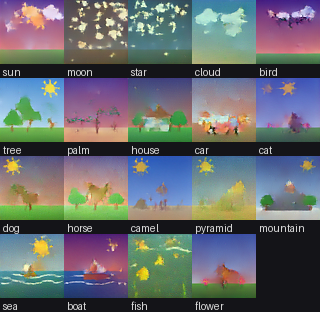 sun moon star cloud bird
tree palm house car cat
dog horse camel pyramid mountain
sea boat fish flower